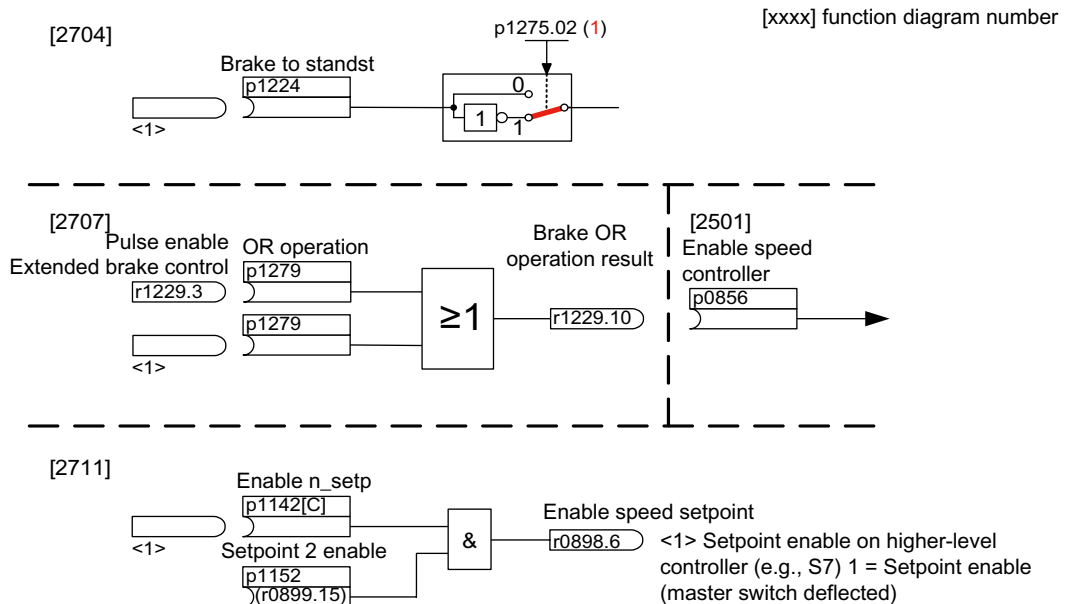 [xxxx] function diagram number
[2704]
p1275.02 (1)
Brake to standst
p1224
<1>
0
1
1
[2707]
Pulse enable
Extended brake control
r1229.3
OR operation
p1279
p1279
<1>
≥1
Brake OR
operation result
r1229.10
[2501]
Enable speed
controller
p0856
[2711]
Enable n_setp
p1142[C]
<1>
Setpoint 2 enable
p1152
(r0899.15)
&
Enable speed setpoint
r0898.6
<1> Setpoint enable on higher-level
controller (e.g., S7) 1 = Setpoint enable
(master switch deflected)